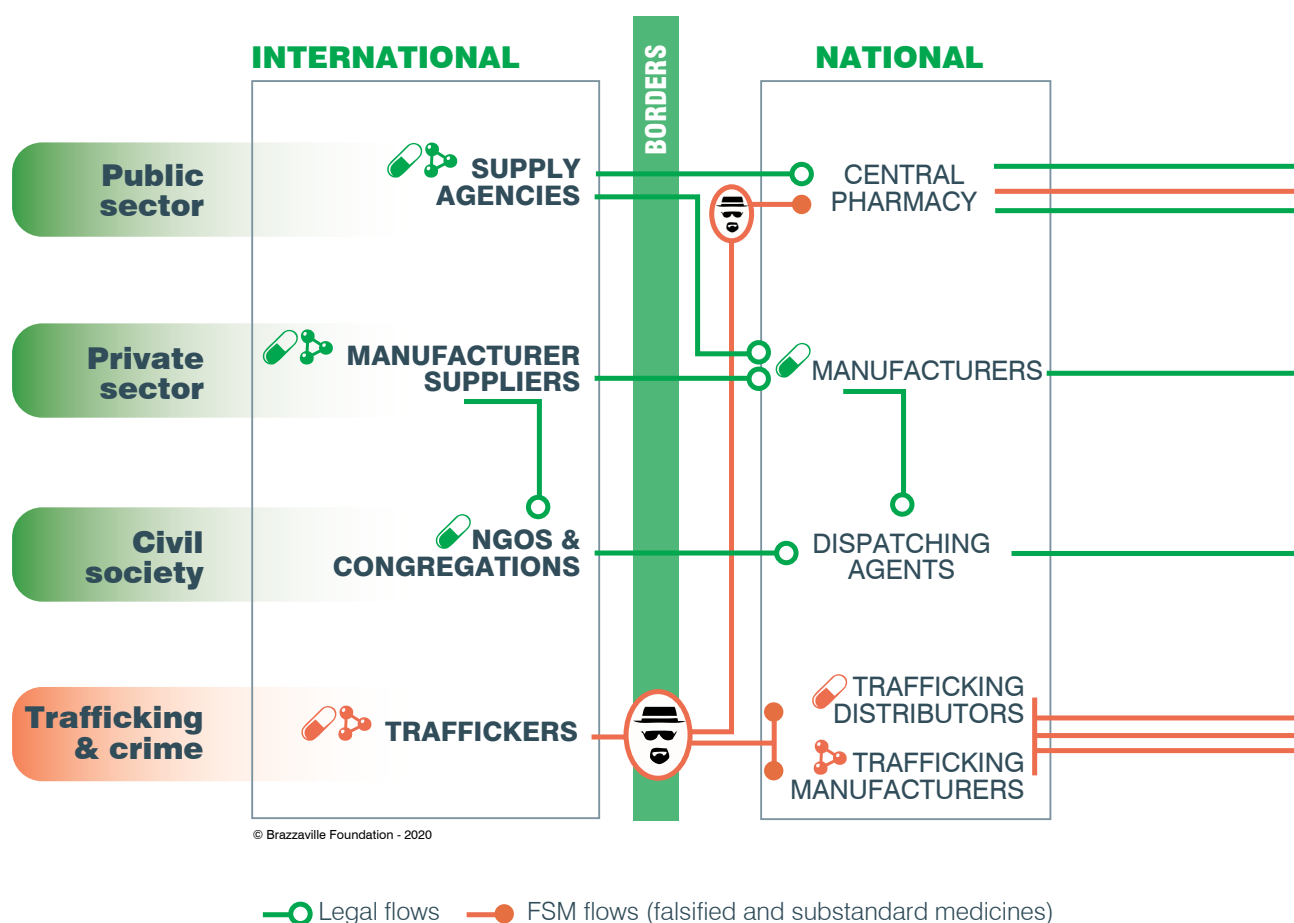 INTERNATIONAL
BORDERS
NATIONAL
Public
sector
SUPPLY
AGENCIES
CENTRAL
PHARMACY
Private
sector
MANUFACTURER
SUPPLIERS
MANUFACTURERS
Civil
society
NGOS &
CONGREGATIONS
DISPATCHING
AGENTS
Trafficking
& crime
TRAFFICKERS
TRAFFICKING
DISTRIBUTORS
TRAFFICKING
MANUFACTURERS
© Brazzaville Foundation - 2020
Legal flows
FSM flows (falsified and substandard medicines)